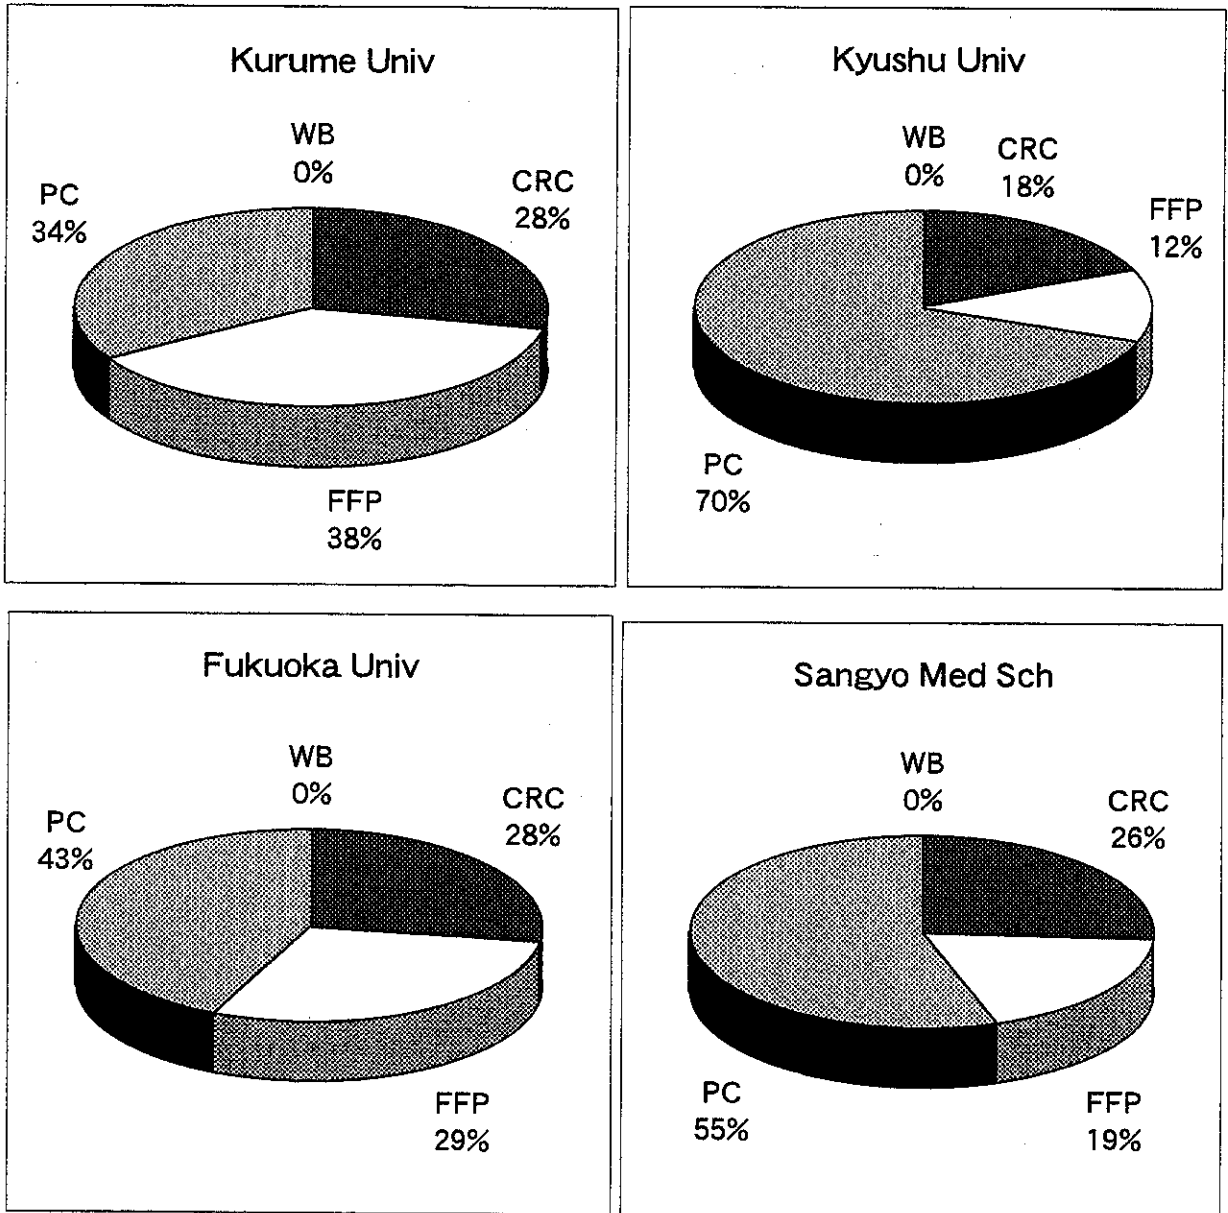 Kurume Univ
WB
0%
CRC
28%
PC
34%
FFP
38%
Kyushu Univ
WB
0%
CRC
18%
FFP
12%
PC
70%
Fukuoka Univ
WB
0%
CRC
28%
PC
43%
FFP
29%
Sangyo Med Sch
WB
0%
CRC
26%
PC
55%
FFP
19%